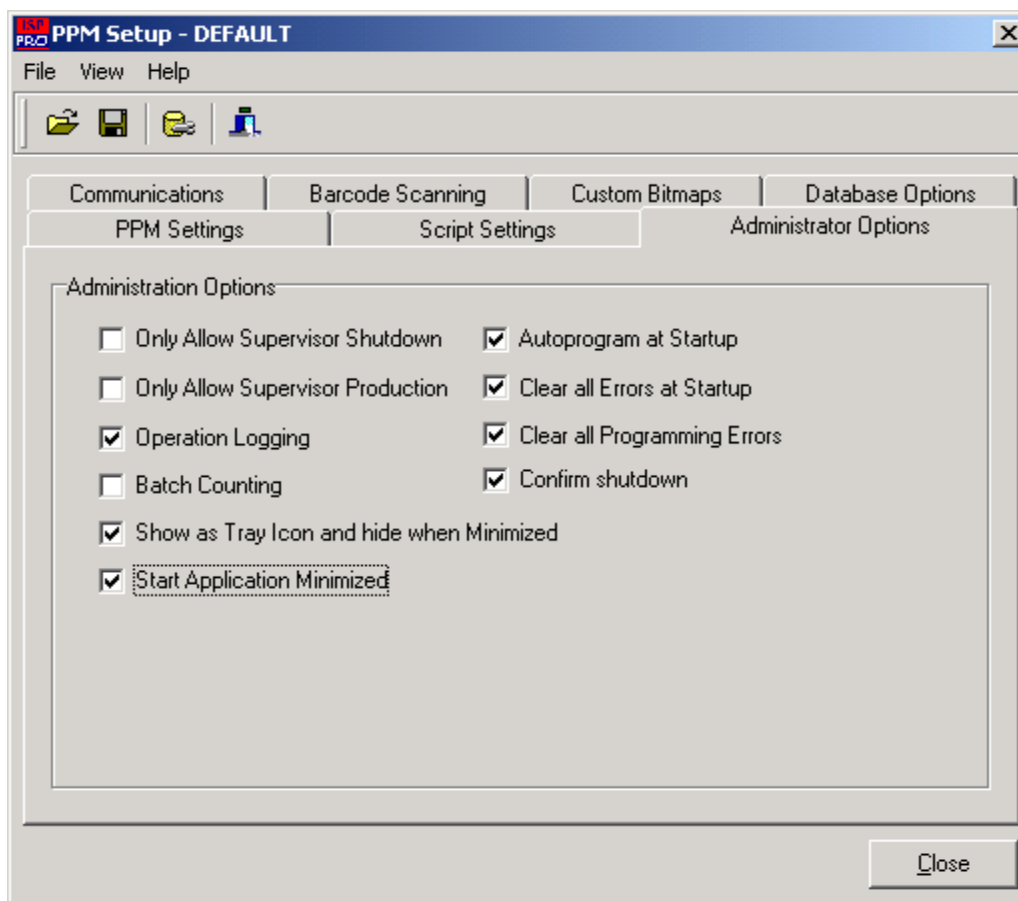 ISP PRO PPM Setup - DEFAULT
File View Help
Communications Barcode Scanning Custom Bitmaps Database Options
PPM Settings Script Settings Administrator Options
Administration Options
Only Allow Supervisor Shutdown Autoprogram at Startup
Only Allow Supervisor Production Clear all Errors at Startup
Operation Logging Clear all Programming Errors
Batch Counting Confirm shutdown
Show as Tray Icon and hide when Minimized
Start Application Minimized
Close